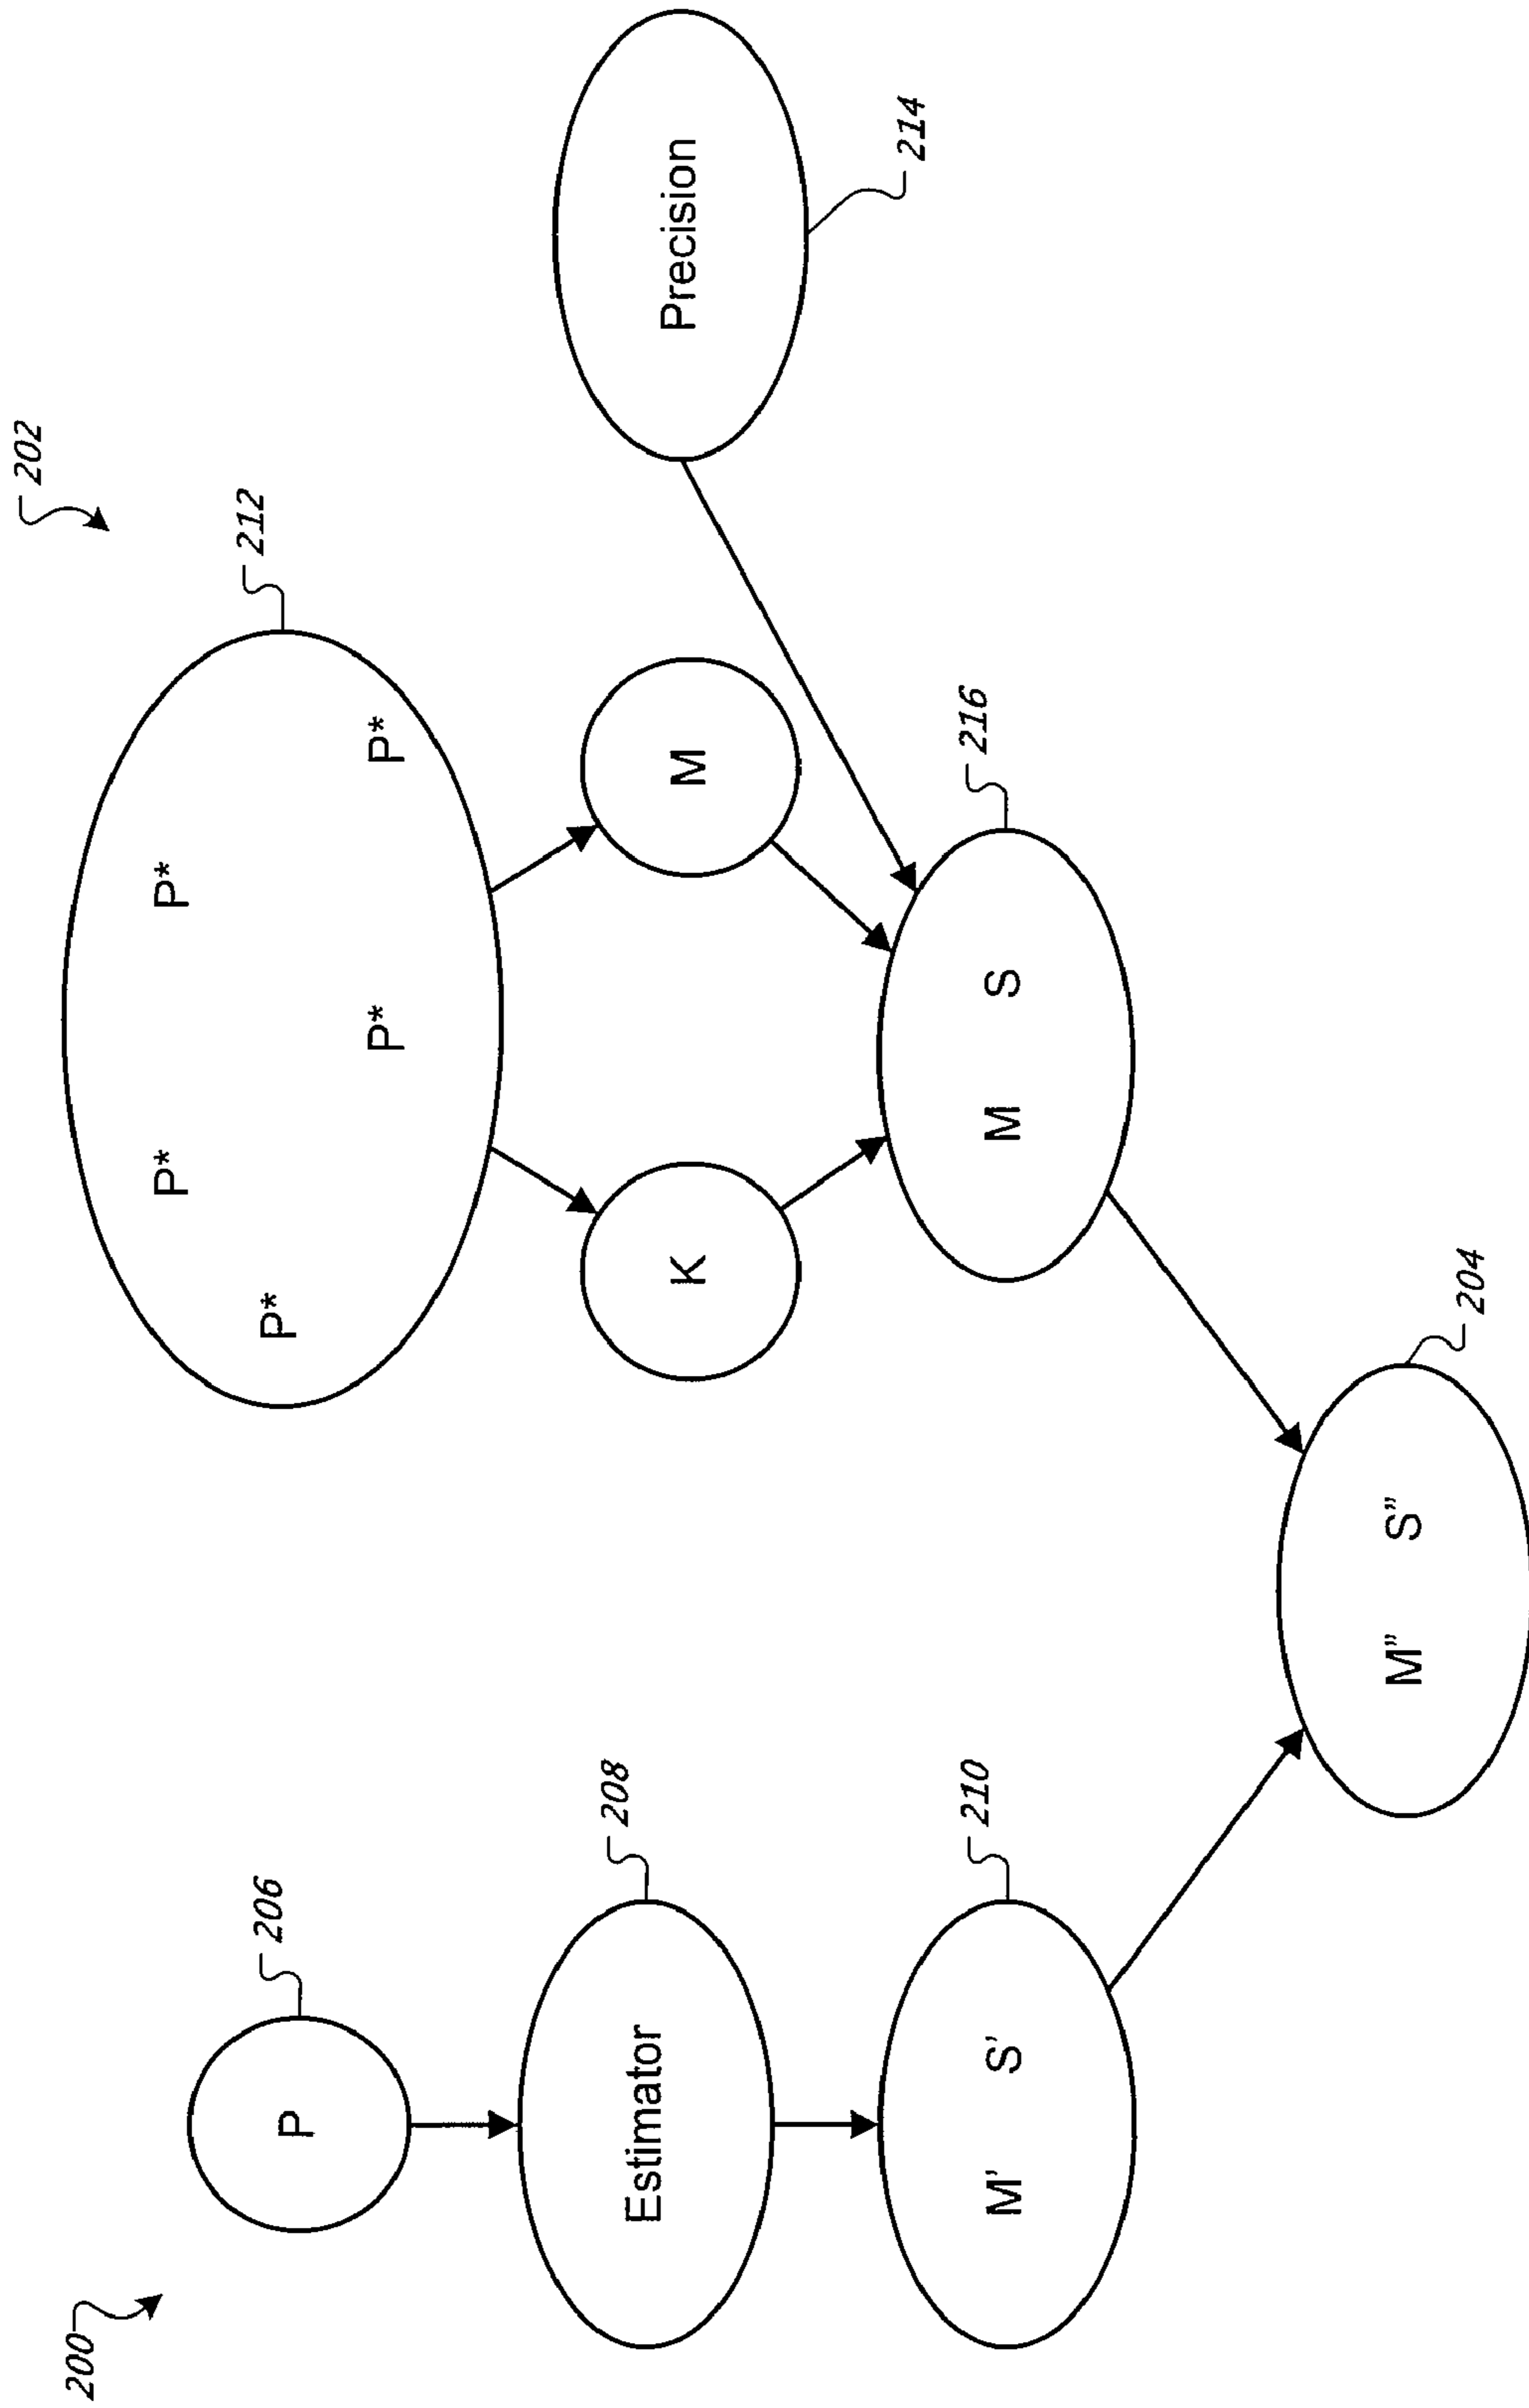 200
202
P* P*
206
212
P
P*
P* P*
208
Estimator
K
M
Precision
214
210
216
M' S'
M S
204
M" S"